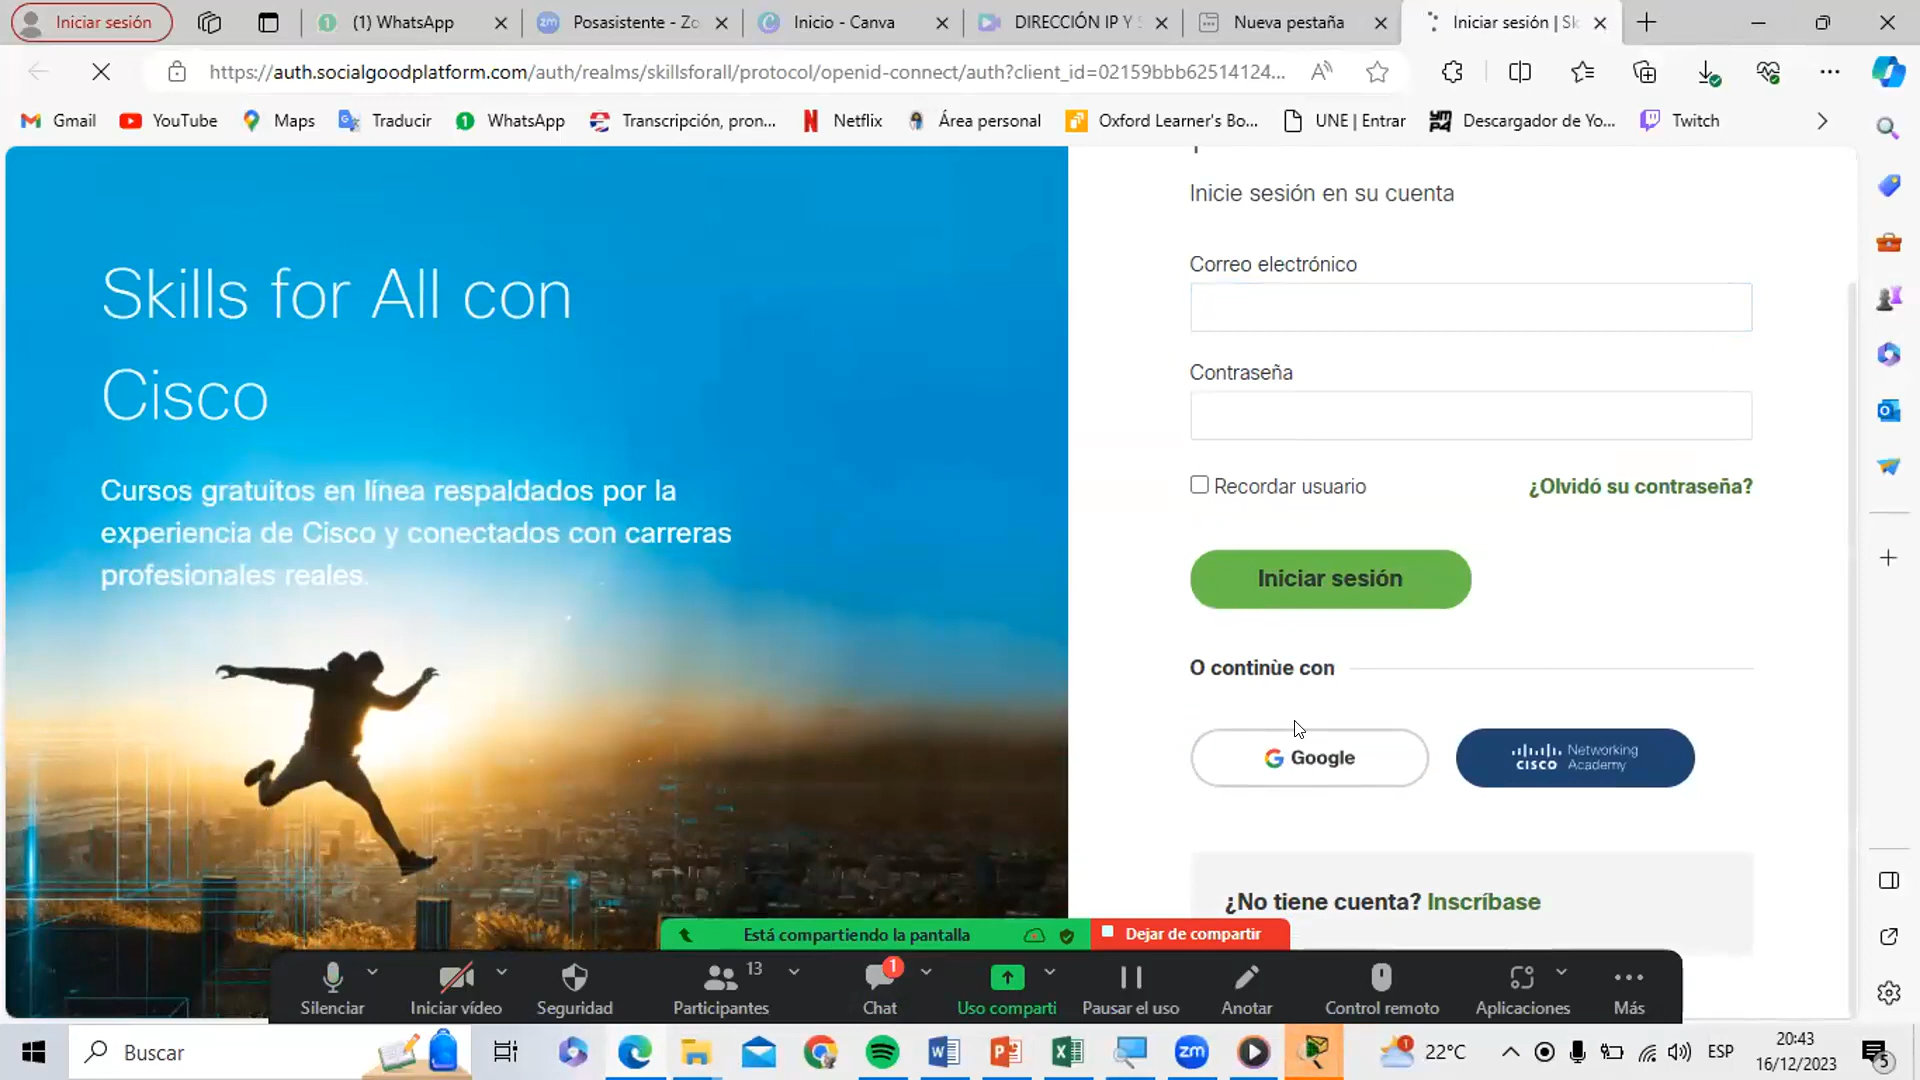 Iniciar sesión
(1) WhatsApp
Posasistente - Zo
Inicio - Canva
DIRECCIÓN IP Y S
Nueva pestaña
Iniciar sesión | Sk
https://auth.socialgoodplatform.com/auth/realms/skillsforall/protocol/openid-connect/auth?client_id=02159bbb62514124...
Gmail
YouTube
Maps
Traducir
WhatsApp
Transcripción, pron...
Netflix
Área personal
Oxford Learner's Bo...
UNE | Entrar
Descargador de Yo...
Twitch
Skills for All con
Cisco
Cursos gratuitos en línea respaldados por la
experiencia de Cisco y conectados con carreras
profesionales reales.
Inicie sesión en su cuenta
Correo electrónico
Contraseña
Recordar usuario
¿Olvidó su contraseña?
Iniciar sesión
O continùe con
Google
CISCO Networking
Academy
¿No tiene cuenta? Inscríbase
Está compartiendo la pantalla
Dejar de compartir
Silenciar
Iniciar vídeo
Seguridad
Participantes
13
Chat
1
Uso comparti
Pausar el uso
Anotar
Control remoto
Aplicaciones
Más
Buscar
22°C
ESP
20:43
16/12/2023
5